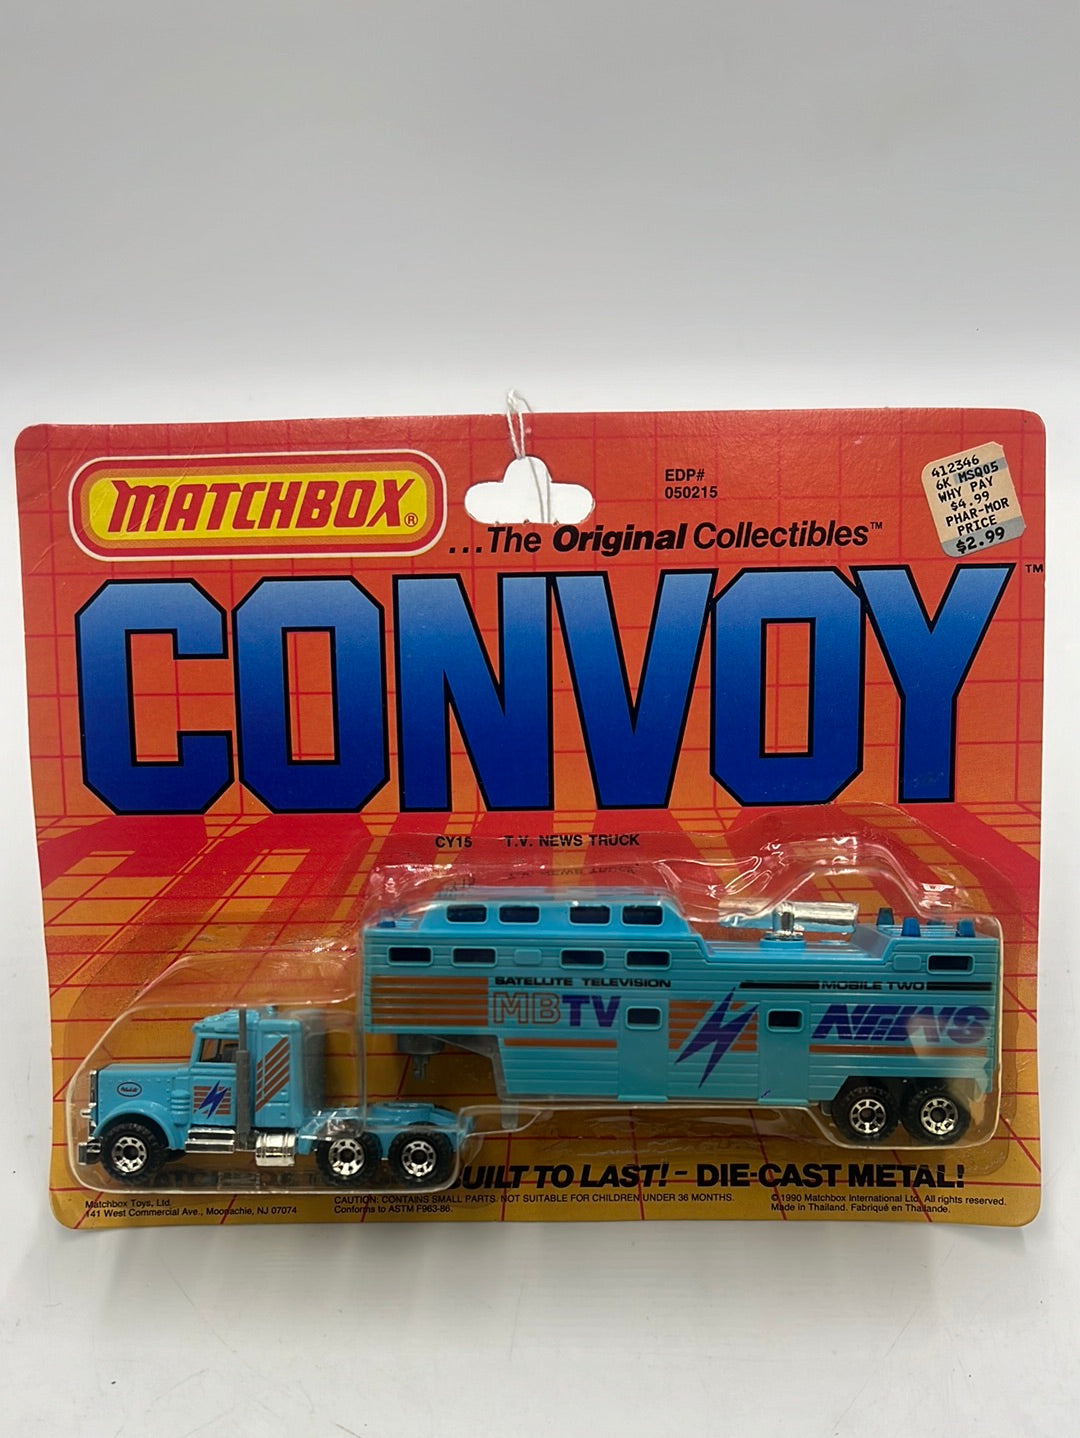 MATCHBOX®
...The Original Collectibles™
EDP#
050215
412346
6K MSQ05
WHY PAY
$4.99
PHAR-MOR
PRICE
$2.99
CONVOY™
CY15 T.V. NEWS TRUCK
SATELLITE TELEVISION
MBTV
MOBILE TWO
NEWS
UILT TO LAST! - DIE-CAST METAL!
Matchbox Toys, Ltd.
141 West Commercial Ave., Moonachie, NJ 07074
CAUTION: CONTAINS SMALL PARTS. NOT SUITABLE FOR CHILDREN UNDER 36 MONTHS.
Conforms to ASTM F963-86.
© 1990 Matchbox International Ltd. All rights reserved.
Made in Thailand. Fabriqué en Thaïlande.